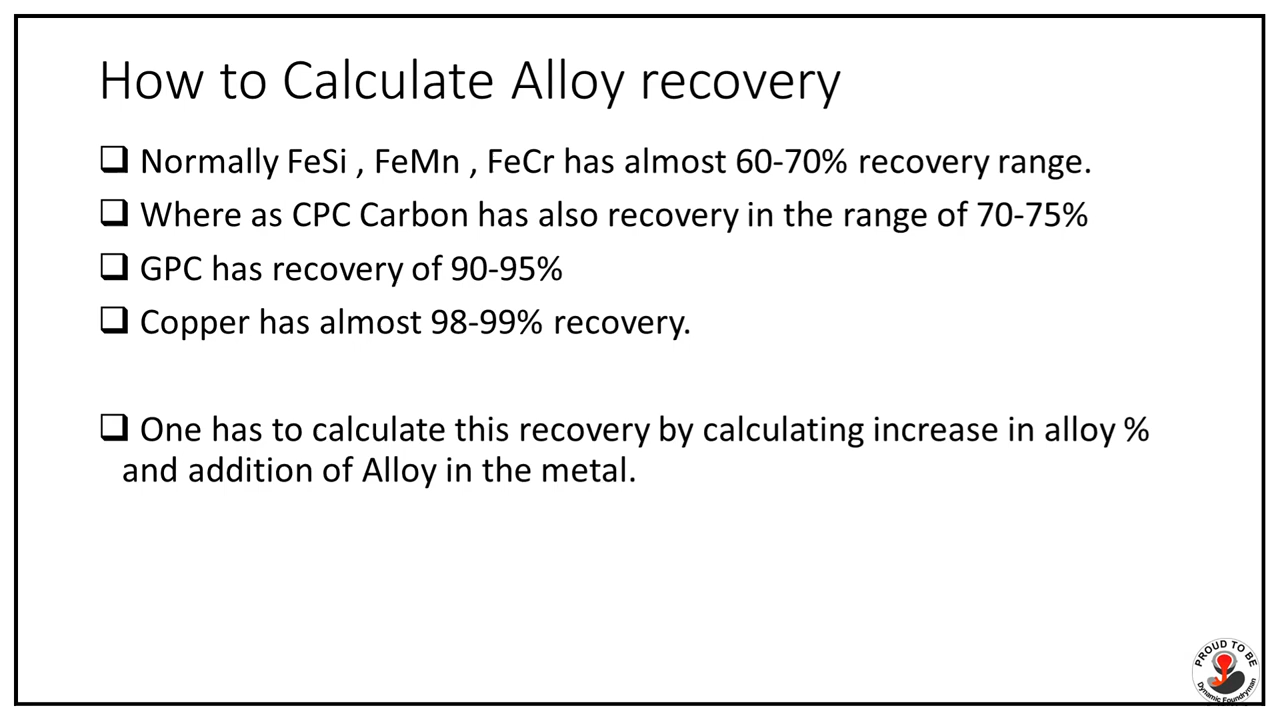 How to Calculate Alloy recovery
❑ Normally FeSi , FeMn , FeCr has almost 60-70% recovery range.
❑ Where as CPC Carbon has also recovery in the range of 70-75%
❑ GPC has recovery of 90-95%
❑ Copper has almost 98-99% recovery.
❑ One has to calculate this recovery by calculating increase in alloy %
and addition of Alloy in the metal.
PROUD TO BE
Dynamic Foundryman